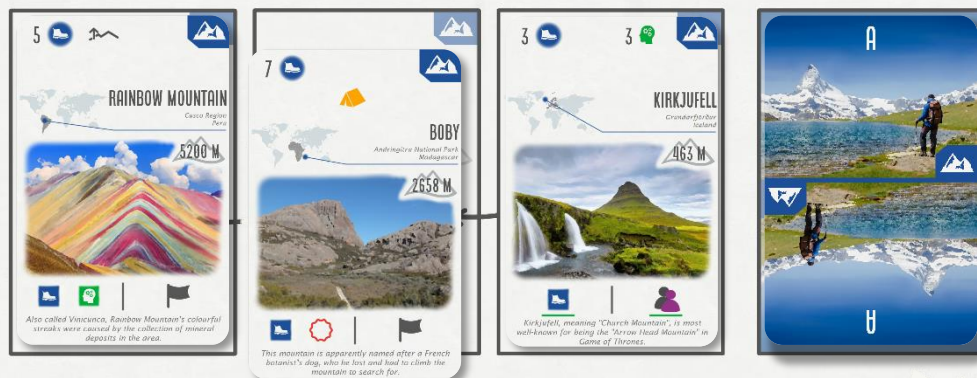 5
RAINBOW MOUNTAIN
Cusco Region
Peru
5200 M
Also called Vinicunca, Rainbow Mountain's colourful
streaks were caused by the collection of mineral
deposits in the area.
7
BOBY
Andringitra National Park
Madagascar
2658 M
This mountain is apparently named after a French
botanist's dog, who he lost and had to climb the
mountain to search for.
3 3
KIRKJUFELL
Grundarfjörður
Iceland
463 M
Kirkjufell, meaning "Church Mountain", is most
well-known for being the "Arrow Head Mountain" in
Game of Thrones.
A
A